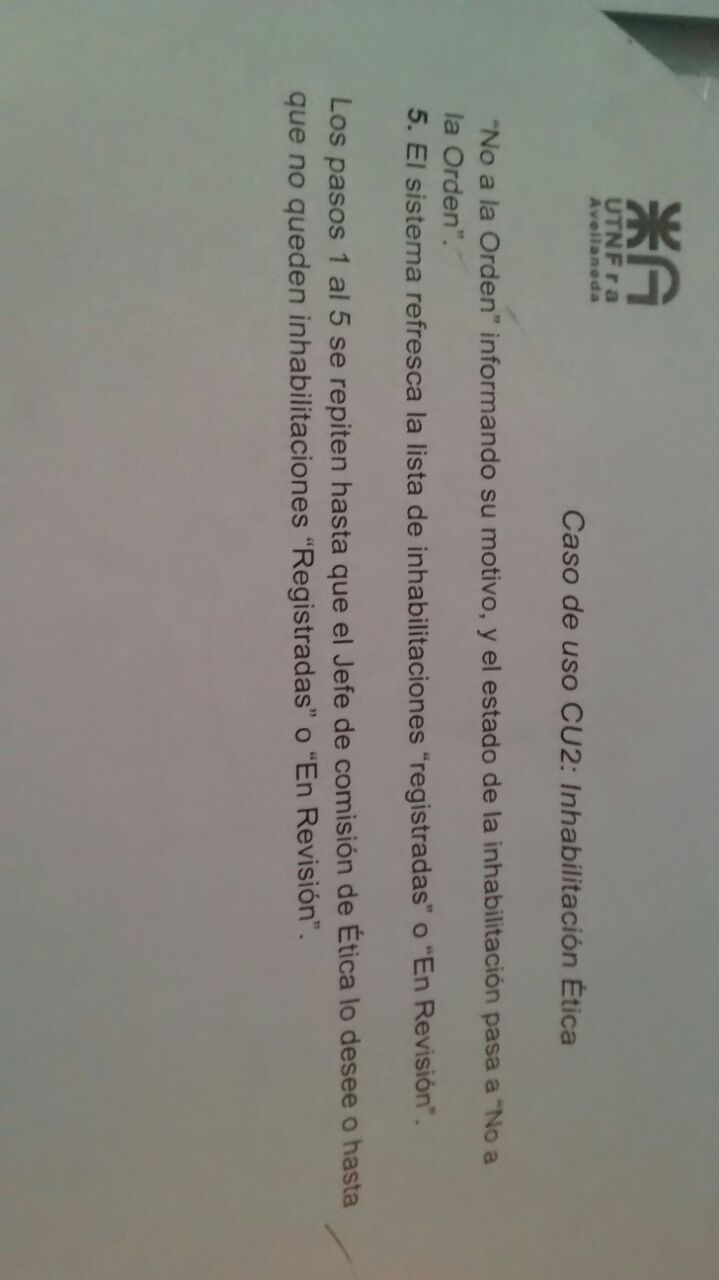 UTNFra
Avellaneda
Caso de uso CU2: Inhabilitación Ética
“No a la Orden” informando su motivo, y el estado de la inhabilitación pasa a “No a
la Orden”.
5. El sistema refresca la lista de inhabilitaciones “registradas” o “En Revisión”.
Los pasos 1 al 5 se repiten hasta que el Jefe de comisión de Ética lo desee o hasta
que no queden inhabilitaciones “Registradas” o “En Revisión”.